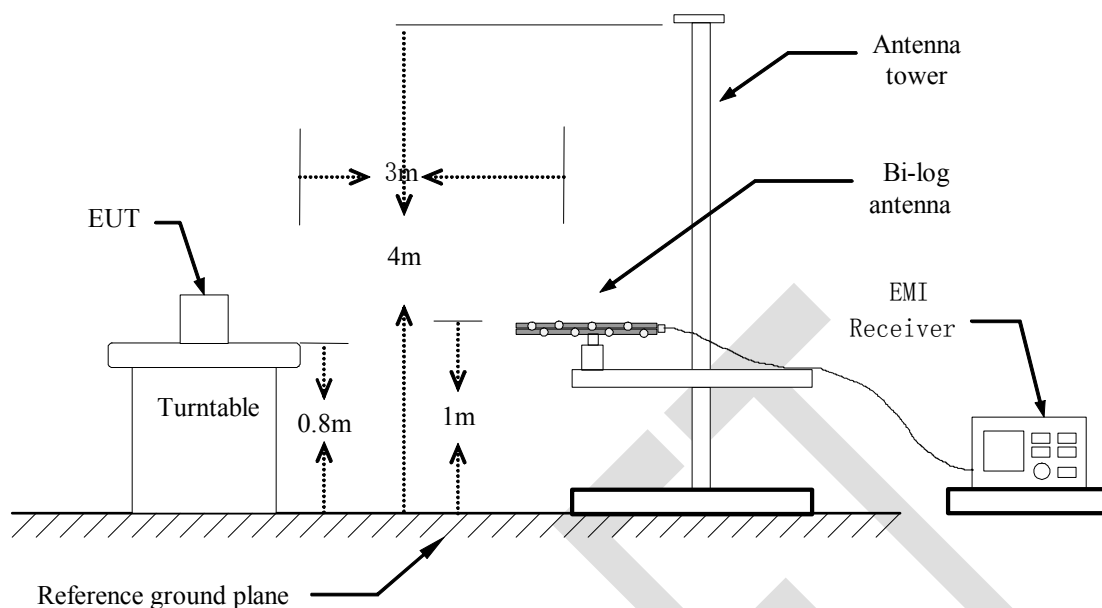 Antenna
tower
3m
Bi-log
antenna
EUT
4m
EMI
Receiver
Turntable
0.8m
1m
Reference ground plane